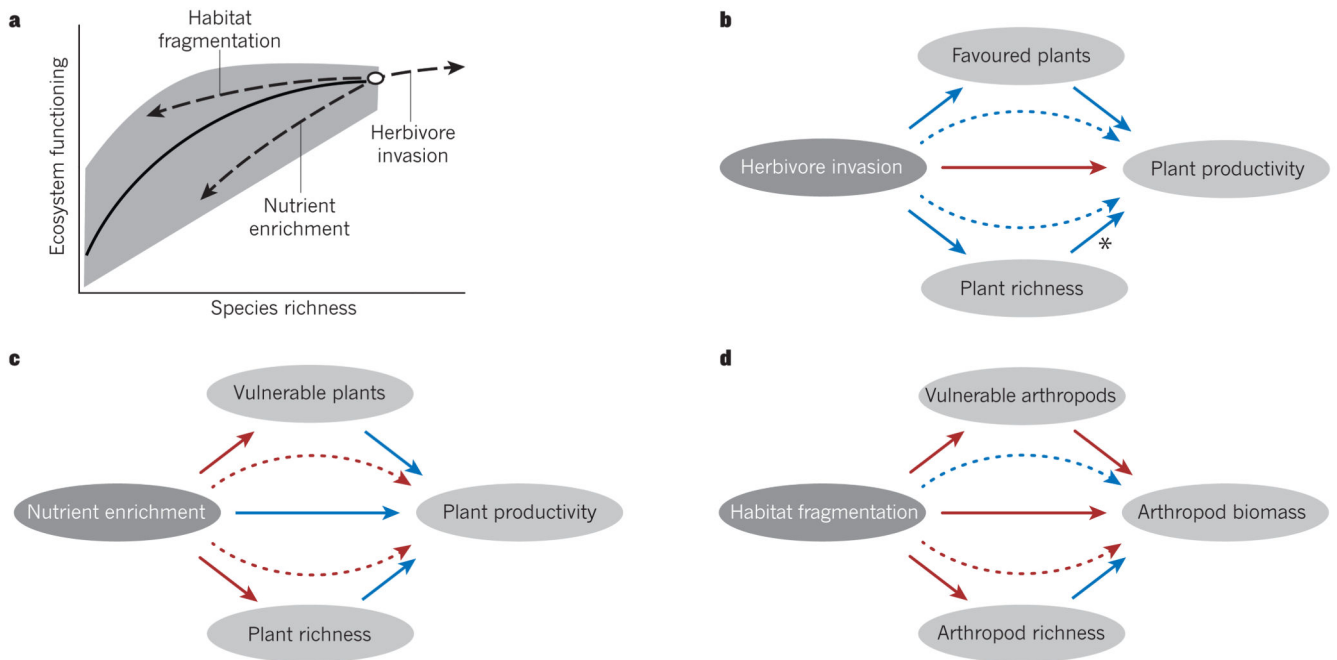 a
Habitat
fragmentation
Ecosystem functioning
Herbivore
invasion
Nutrient
enrichment
Species richness
b
Favoured plants
Herbivore invasion
Plant productivity
*
Plant richness
c
Vulnerable plants
Nutrient enrichment
Plant productivity
Plant richness
d
Vulnerable arthropods
Habitat fragmentation
Arthropod biomass
Arthropod richness